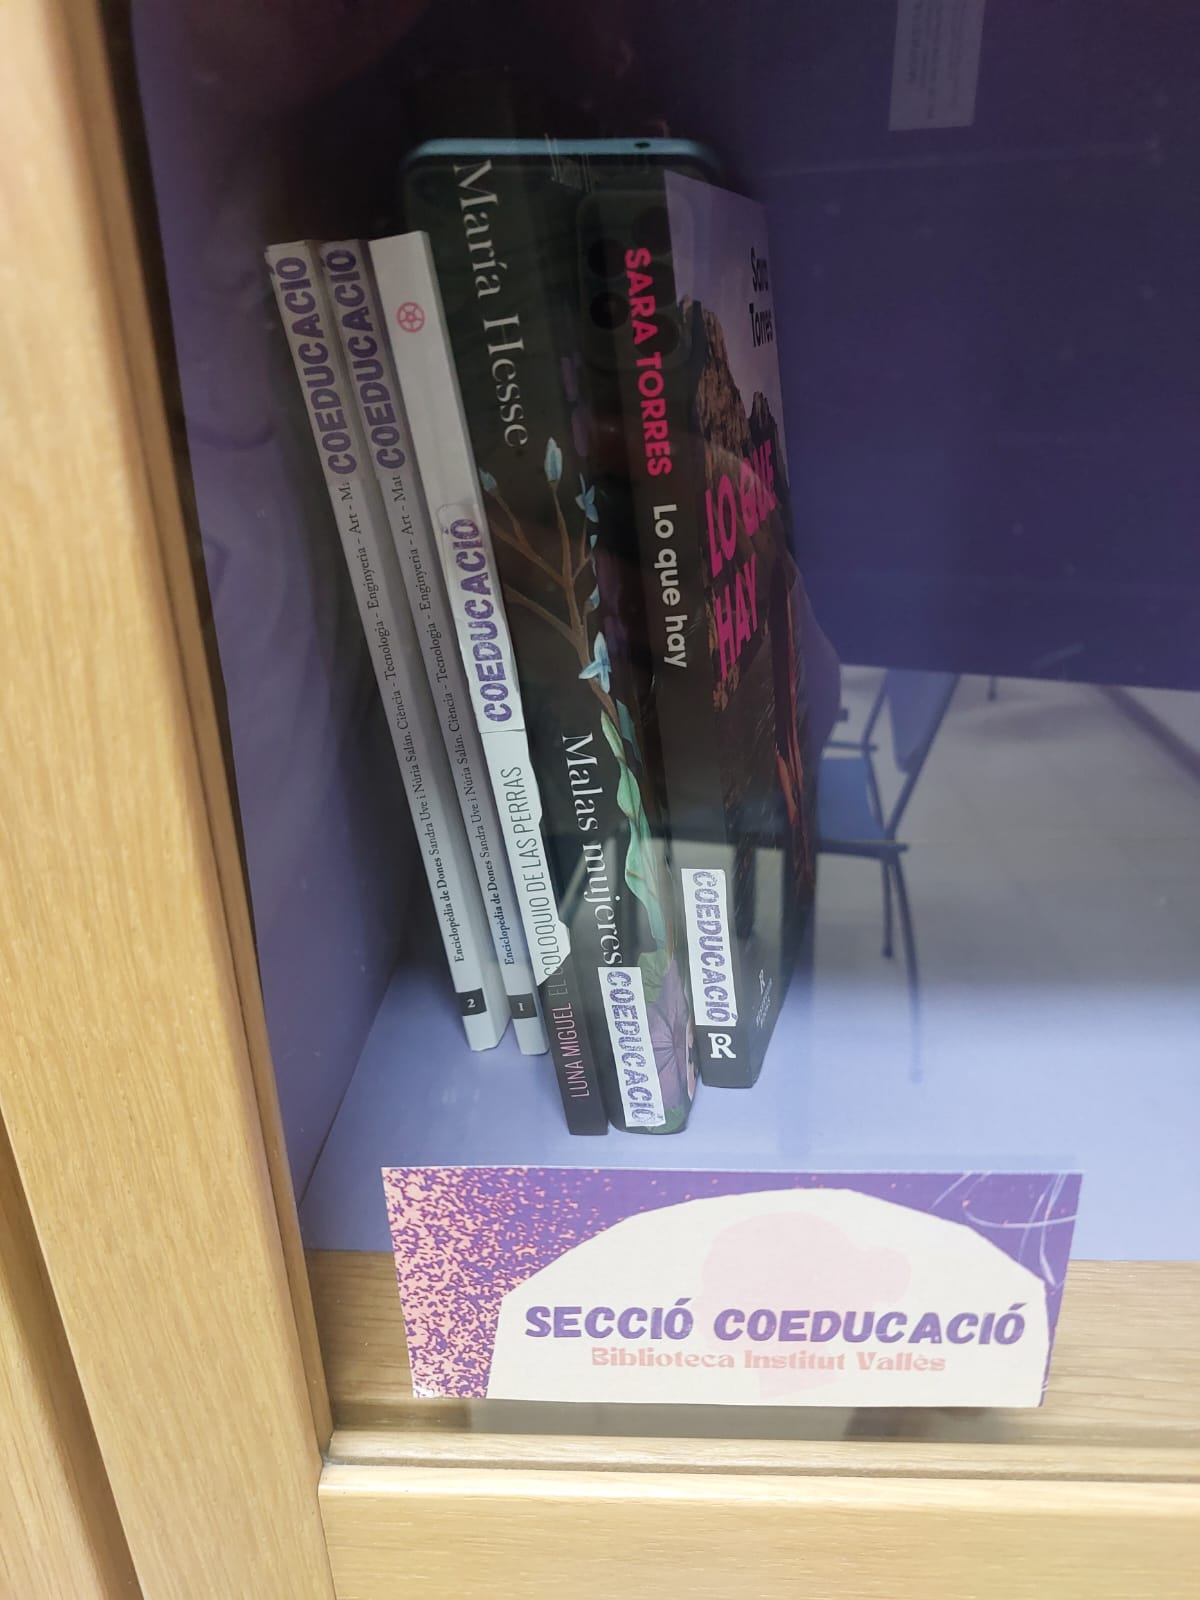 COEDUCACIÓ
Enciclopèdia de Dones Sandra Uve i Núria Salán. Ciència - Tecnologia - Enginyeria - Art -
2
COEDUCACIÓ
Enciclopèdia de Dones Sandra Uve i Núria Salán. Ciència - Tecnologia - Enginyeria - Art - Mat
1
COEDUCACIÓ
LUNA MIGUEL EL COLOQUIO DE LAS PERRAS
María Hesse
Malas mujeres
COEDUCACIÓ
SARA TORRES Lo que hay
COEDUCACIÓ
R
Sara
Torres
LO QUE
HAY
SECCIÓ COEDUCACIÓ
Biblioteca Institut Vallès